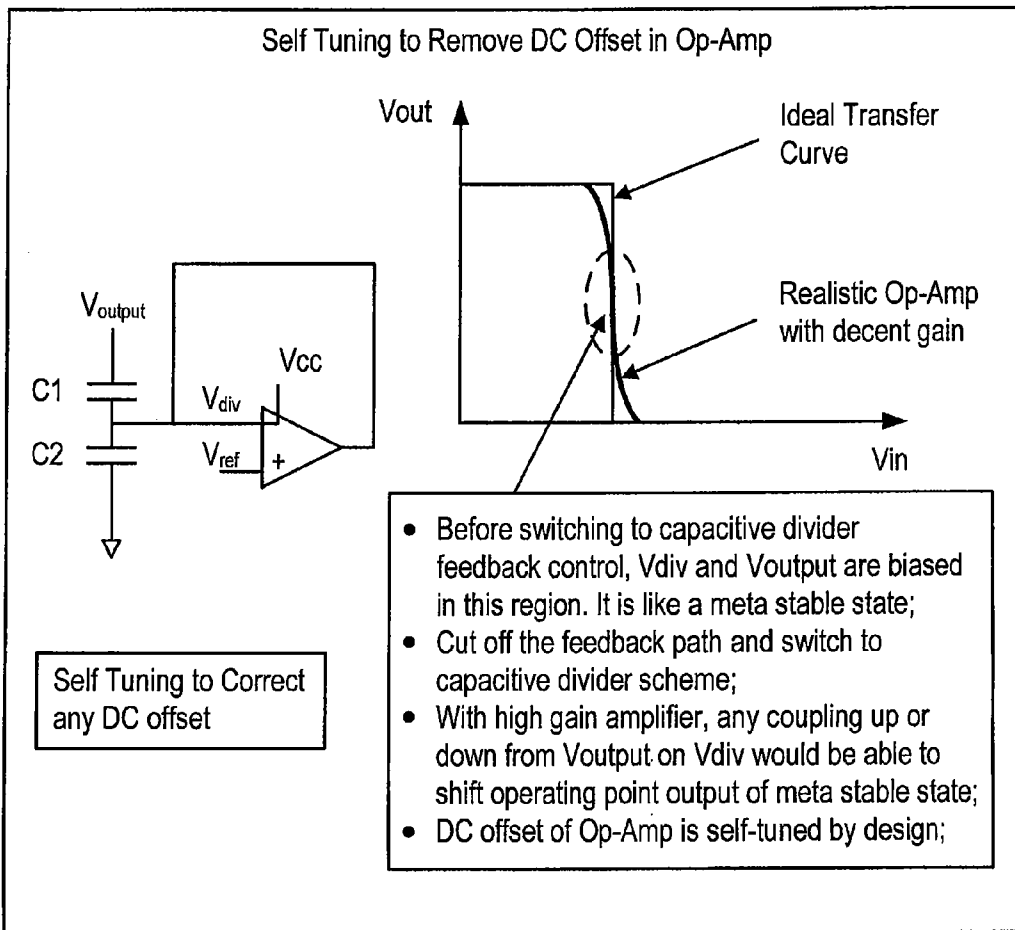 Self Tuning to Remove DC Offset in Op-Amp
Vout
Ideal Transfer
Curve
Realistic Op-Amp
with decent gain
Vin
Voutput
C1
C2
Vdiv
Vcc
Vref
+
Self Tuning to Correct
any DC offset
• Before switching to capacitive divider
feedback control, Vdiv and Voutput are biased
in this region. It is like a meta stable state;
• Cut off the feedback path and switch to
capacitive divider scheme;
• With high gain amplifier, any coupling up or
down from Voutput on Vdiv would be able to
shift operating point output of meta stable state;
• DC offset of Op-Amp is self-tuned by design;